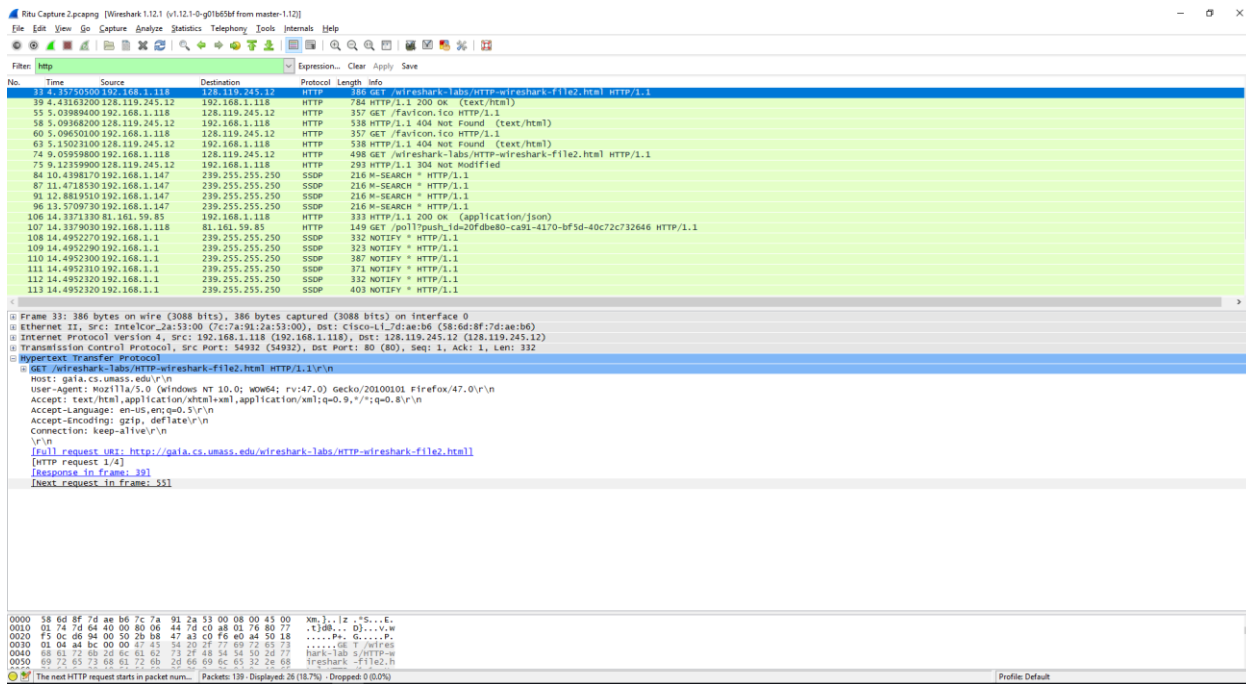 Ritu Capture 2.pcapng [Wireshark 1.12.1 (v1.12.1-0-g01b65bf from master-1.12)]
File Edit View Go Capture Analyze Statistics Telephony Tools Internals Help
Filter: http Expression... Clear Apply Save
No. Time Source Destination Protocol Length Info
33 4.35750500 192.168.1.118 128.119.245.12 HTTP 386 GET /wireshark-labs/HTTP-wireshark-file2.html HTTP/1.1
39 4.43163200 128.119.245.12 192.168.1.118 HTTP 784 HTTP/1.1 200 OK (text/html)
55 5.03989400 192.168.1.118 128.119.245.12 HTTP 357 GET /favicon.ico HTTP/1.1
58 5.09368200 128.119.245.12 192.168.1.118 HTTP 538 HTTP/1.1 404 Not Found (text/html)
60 5.09650100 192.168.1.118 128.119.245.12 HTTP 357 GET /favicon.ico HTTP/1.1
63 5.15023100 128.119.245.12 192.168.1.118 HTTP 538 HTTP/1.1 404 Not Found (text/html)
74 9.05959800 192.168.1.118 128.119.245.12 HTTP 498 GET /wireshark-labs/HTTP-wireshark-file2.html HTTP/1.1
75 9.12359900 128.119.245.12 192.168.1.118 HTTP 293 HTTP/1.1 304 Not Modified
84 10.4398170 192.168.1.147 239.255.255.250 SSDP 216 M-SEARCH * HTTP/1.1
87 11.4718530 192.168.1.147 239.255.255.250 SSDP 216 M-SEARCH * HTTP/1.1
91 12.8819510 192.168.1.147 239.255.255.250 SSDP 216 M-SEARCH * HTTP/1.1
96 13.5709730 192.168.1.147 239.255.255.250 SSDP 216 M-SEARCH * HTTP/1.1
106 14.3371330 81.161.59.85 192.168.1.118 HTTP 333 HTTP/1.1 200 OK (application/json)
107 14.3379030 192.168.1.118 81.161.59.85 HTTP 149 GET /poll?push_id=20fdbe80-ca91-4170-bf5d-40c72c732646 HTTP/1.1
108 14.4952270 192.168.1.1 239.255.255.250 SSDP 332 NOTIFY * HTTP/1.1
109 14.4952290 192.168.1.1 239.255.255.250 SSDP 323 NOTIFY * HTTP/1.1
110 14.4952300 192.168.1.1 239.255.255.250 SSDP 387 NOTIFY * HTTP/1.1
111 14.4952310 192.168.1.1 239.255.255.250 SSDP 371 NOTIFY * HTTP/1.1
112 14.4952320 192.168.1.1 239.255.255.250 SSDP 332 NOTIFY * HTTP/1.1
113 14.4952320 192.168.1.1 239.255.255.250 SSDP 403 NOTIFY * HTTP/1.1
Frame 33: 386 bytes on wire (3088 bits), 386 bytes captured (3088 bits) on interface 0
Ethernet II, Src: IntelCor_2a:53:00 (7c:7a:91:2a:53:00), Dst: Cisco-Li_7d:ae:b6 (58:6d:8f:7d:ae:b6)
Internet Protocol Version 4, Src: 192.168.1.118 (192.168.1.118), Dst: 128.119.245.12 (128.119.245.12)
Transmission Control Protocol, Src Port: 54932 (54932), Dst Port: 80 (80), Seq: 1, Ack: 1, Len: 332
Hypertext Transfer Protocol
GET /wireshark-labs/HTTP-wireshark-file2.html HTTP/1.1\r\n
Host: gaia.cs.umass.edu\r\n
User-Agent: Mozilla/5.0 (Windows NT 10.0; WOW64; rv:47.0) Gecko/20100101 Firefox/47.0\r\n
Accept: text/html,application/xhtml+xml,application/xml;q=0.9,*/*;q=0.8\r\n
Accept-Language: en-US,en;q=0.5\r\n
Accept-Encoding: gzip, deflate\r\n
Connection: keep-alive\r\n
\r\n
[Full request URI: http://gaia.cs.umass.edu/wireshark-labs/HTTP-wireshark-file2.html]
[HTTP request 1/4]
[Response in frame: 39]
[Next request in frame: 55]
0000 58 6d 8f 7d ae b6 7c 7a 91 2a 53 00 08 00 45 00 Xm.}..|z .*S...E.
0010 01 74 7d 64 40 00 80 06 44 7d c0 a8 01 76 80 77 .t}d@... D}...v.w
0020 f5 0c d6 94 00 50 2b b8 47 a3 c0 f6 e0 a4 50 18 .....P+. G.....P.
0030 01 04 a4 bc 00 00 47 45 54 20 2f 77 69 72 65 73 ......GE T /wires
0040 68 61 72 6b 2d 6c 61 62 73 2f 48 54 54 50 2d 77 hark-lab s/HTTP-w
0050 69 72 65 73 68 61 72 6b 2d 66 69 6c 65 32 2e 68 ireshark -file2.h
The next HTTP request starts in packet num... Packets: 139 · Displayed: 26 (18.7%) · Dropped: 0 (0.0%) Profile: Default